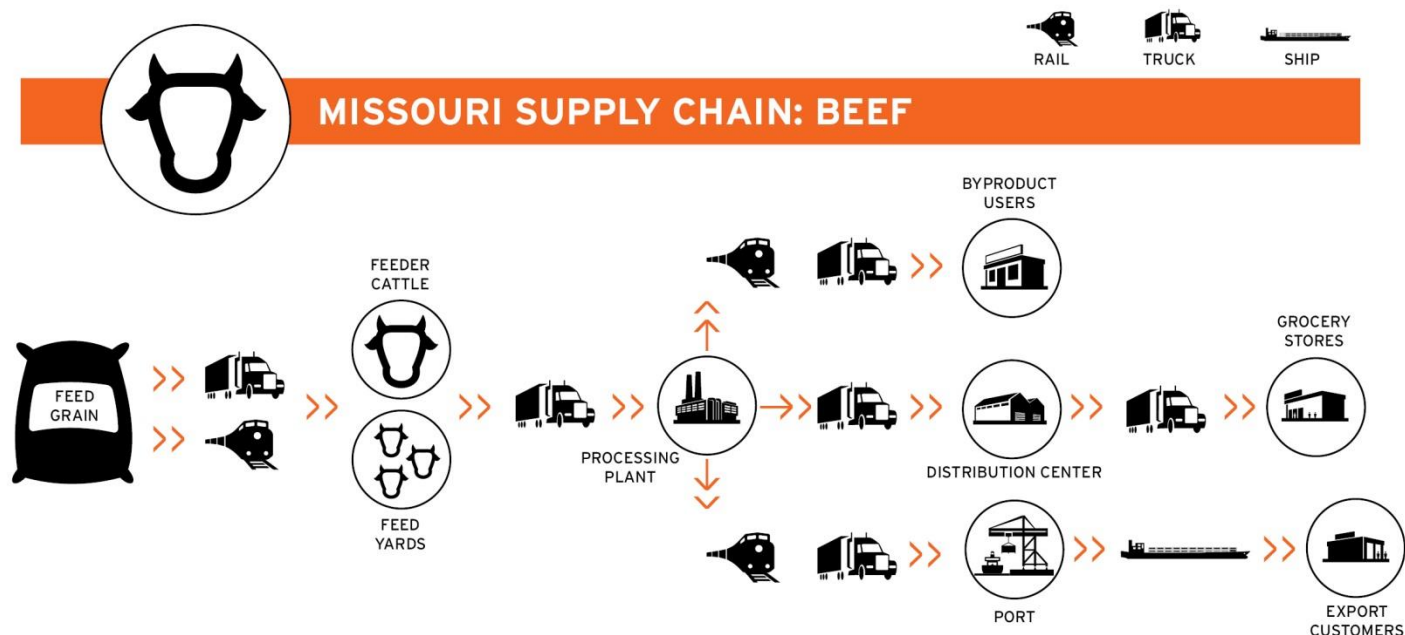 RAIL
TRUCK
SHIP
MISSOURI SUPPLY CHAIN: BEEF
BYPRODUCT
USERS
FEEDER
CATTLE
GROCERY
STORES
FEED
GRAIN
PROCESSING
PLANT
DISTRIBUTION CENTER
FEED
YARDS
PORT
EXPORT
CUSTOMERS